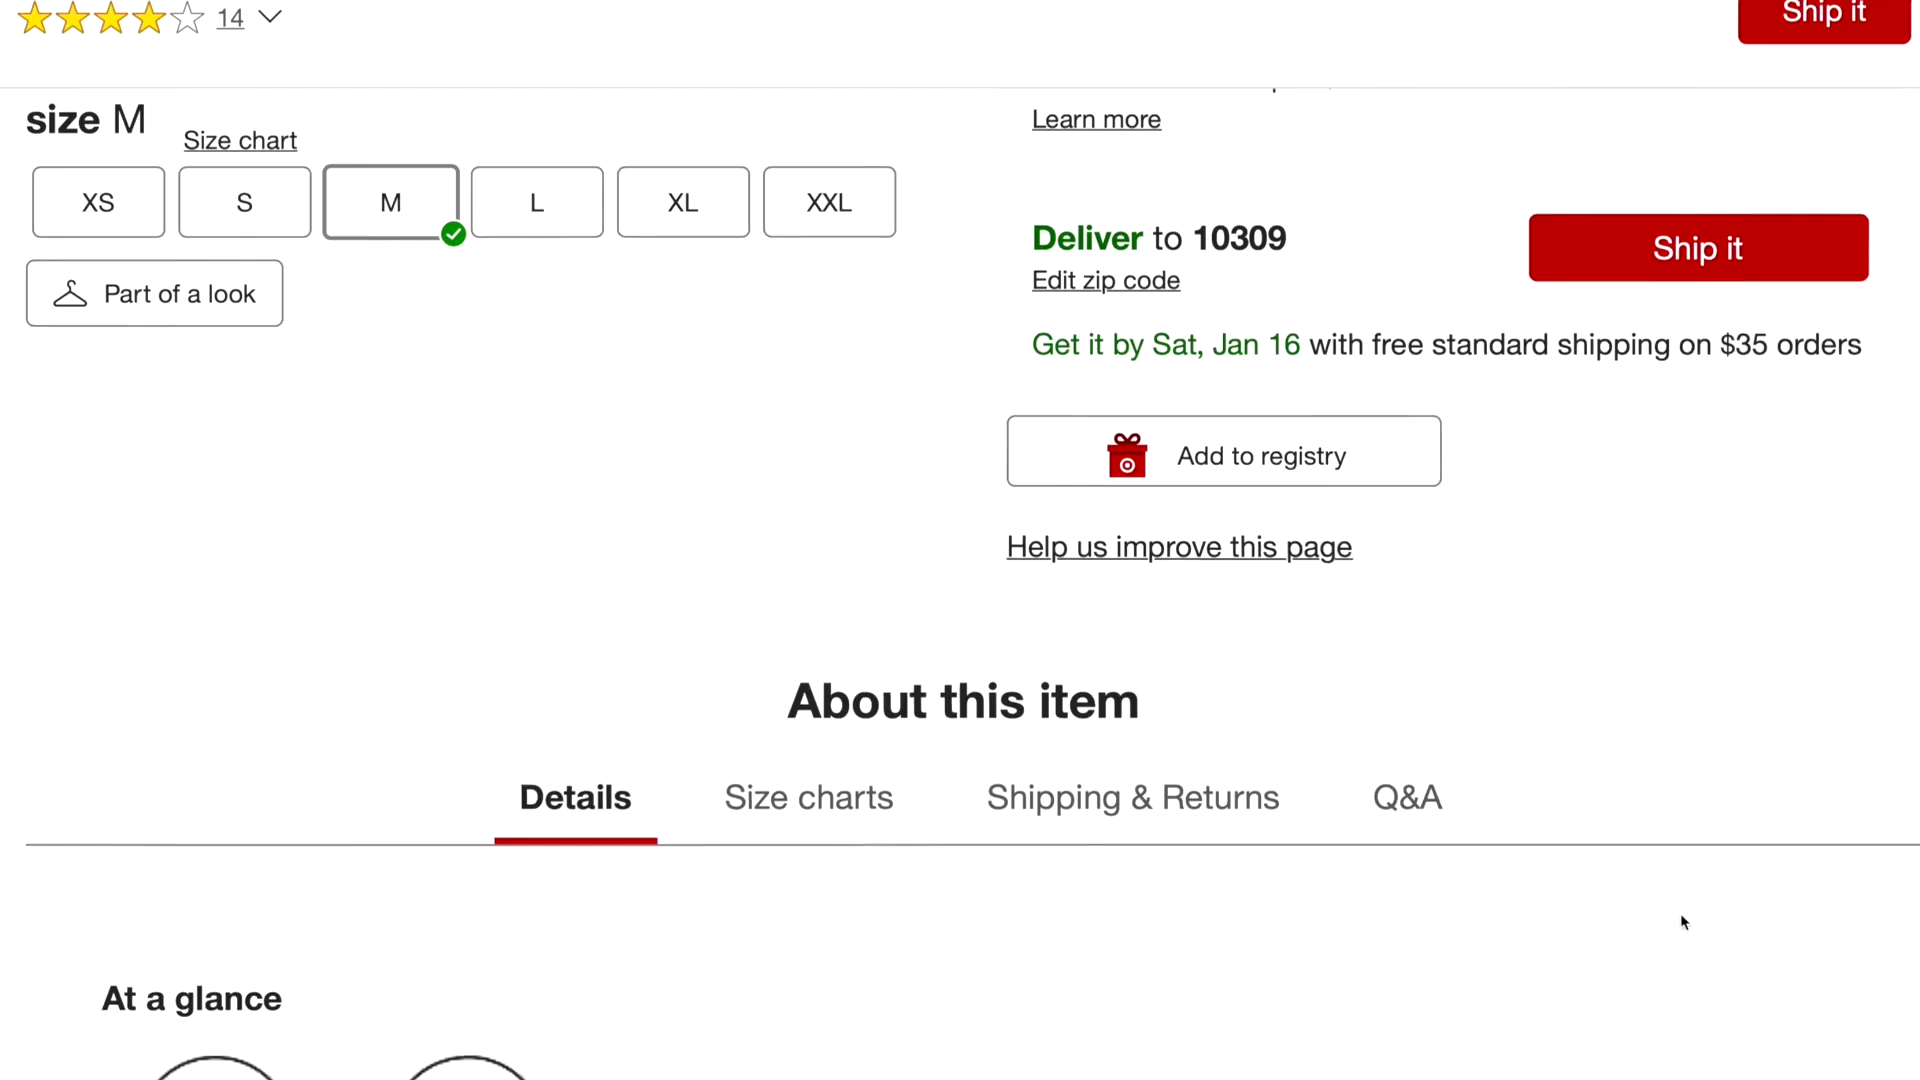 14
Ship it
size M
Size chart
XS
S
M
L
XL
XXL
Part of a look
Learn more
Deliver to 10309
Edit zip code
Ship it
Get it by Sat, Jan 16 with free standard shipping on $35 orders
Add to registry
Help us improve this page
About this item
Details
Size charts
Shipping & Returns
Q&A
At a glance